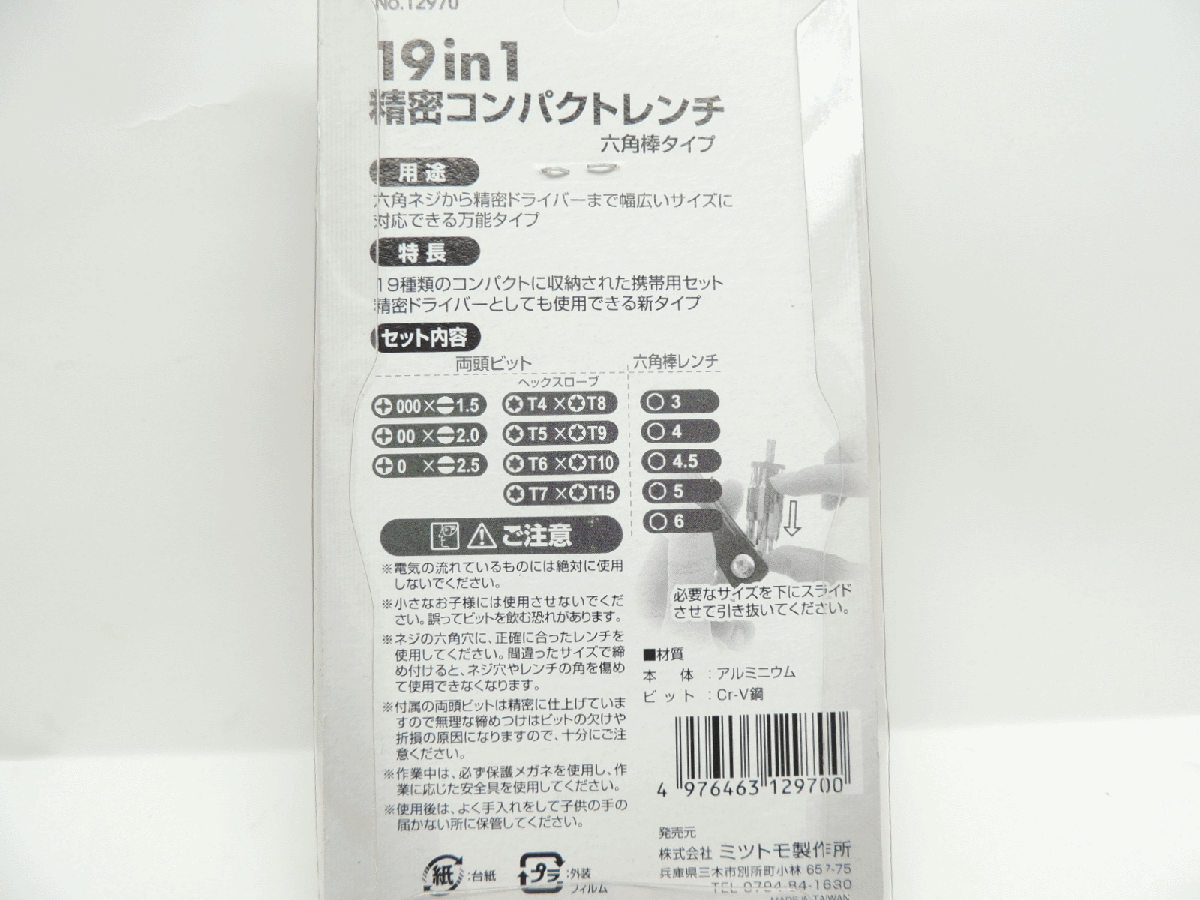 No.12970
19in1
精密コンパクトレンチ
六角棒タイプ
用途
六角ネジから精密ドライバーまで幅広いサイズに
対応できる万能タイプ
特長
19種類のコンパクトに収納された携帯用セット
精密ドライバーとしても使用できる新タイプ
セット内容
両頭ビット
六角棒レンチ
ヘックスローブ
000×1.5
00×2.0
0×2.5
T4×T8
T5×T9
T6×T10
T7×T15
3
4
4.5
5
6
ご注意
※電気の流れているものには絶対に使用
しないでください。
※小さなお子様には使用させないでくだ
さい。誤ってビットを飲む恐れがあります。
※ネジの六角穴に、正確に合ったレンチを
使用してください。間違ったサイズで締
め付けると、ネジ穴やレンチの角を傷め
て使用できなくなります。
※付属の両頭ビットは精密に仕上げていま
すので無理な締めつけはビットの欠けや
折損の原因になりますので、十分にご注
意ください。
※作業中は、必ず保護メガネを使用し、作
業に応じた安全具を使用してください。
※使用後は、よく手入れをして子供の手の
届かない所に保管してください。
紙:台紙
プラ:外装
フィルム
必要なサイズを下にスライド
させて引き抜いてください。
■材質
本体:アルミニウム
ビット:Cr-V鋼
4 976463 129700
発売元
株式会社 ミツトモ製作所
兵庫県三木市別所町小林 657-75
TEL 0794-84-1630
MADE IN TAIWAN